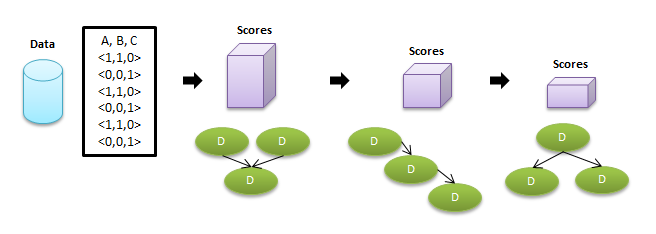 Data
A, B, C
<1,1,0>
<0,0,1>
<1,1,0>
<0,0,1>
<1,1,0>
<0,0,1>
Scores
D D
D
Scores
D
D
D
Scores
D
D D